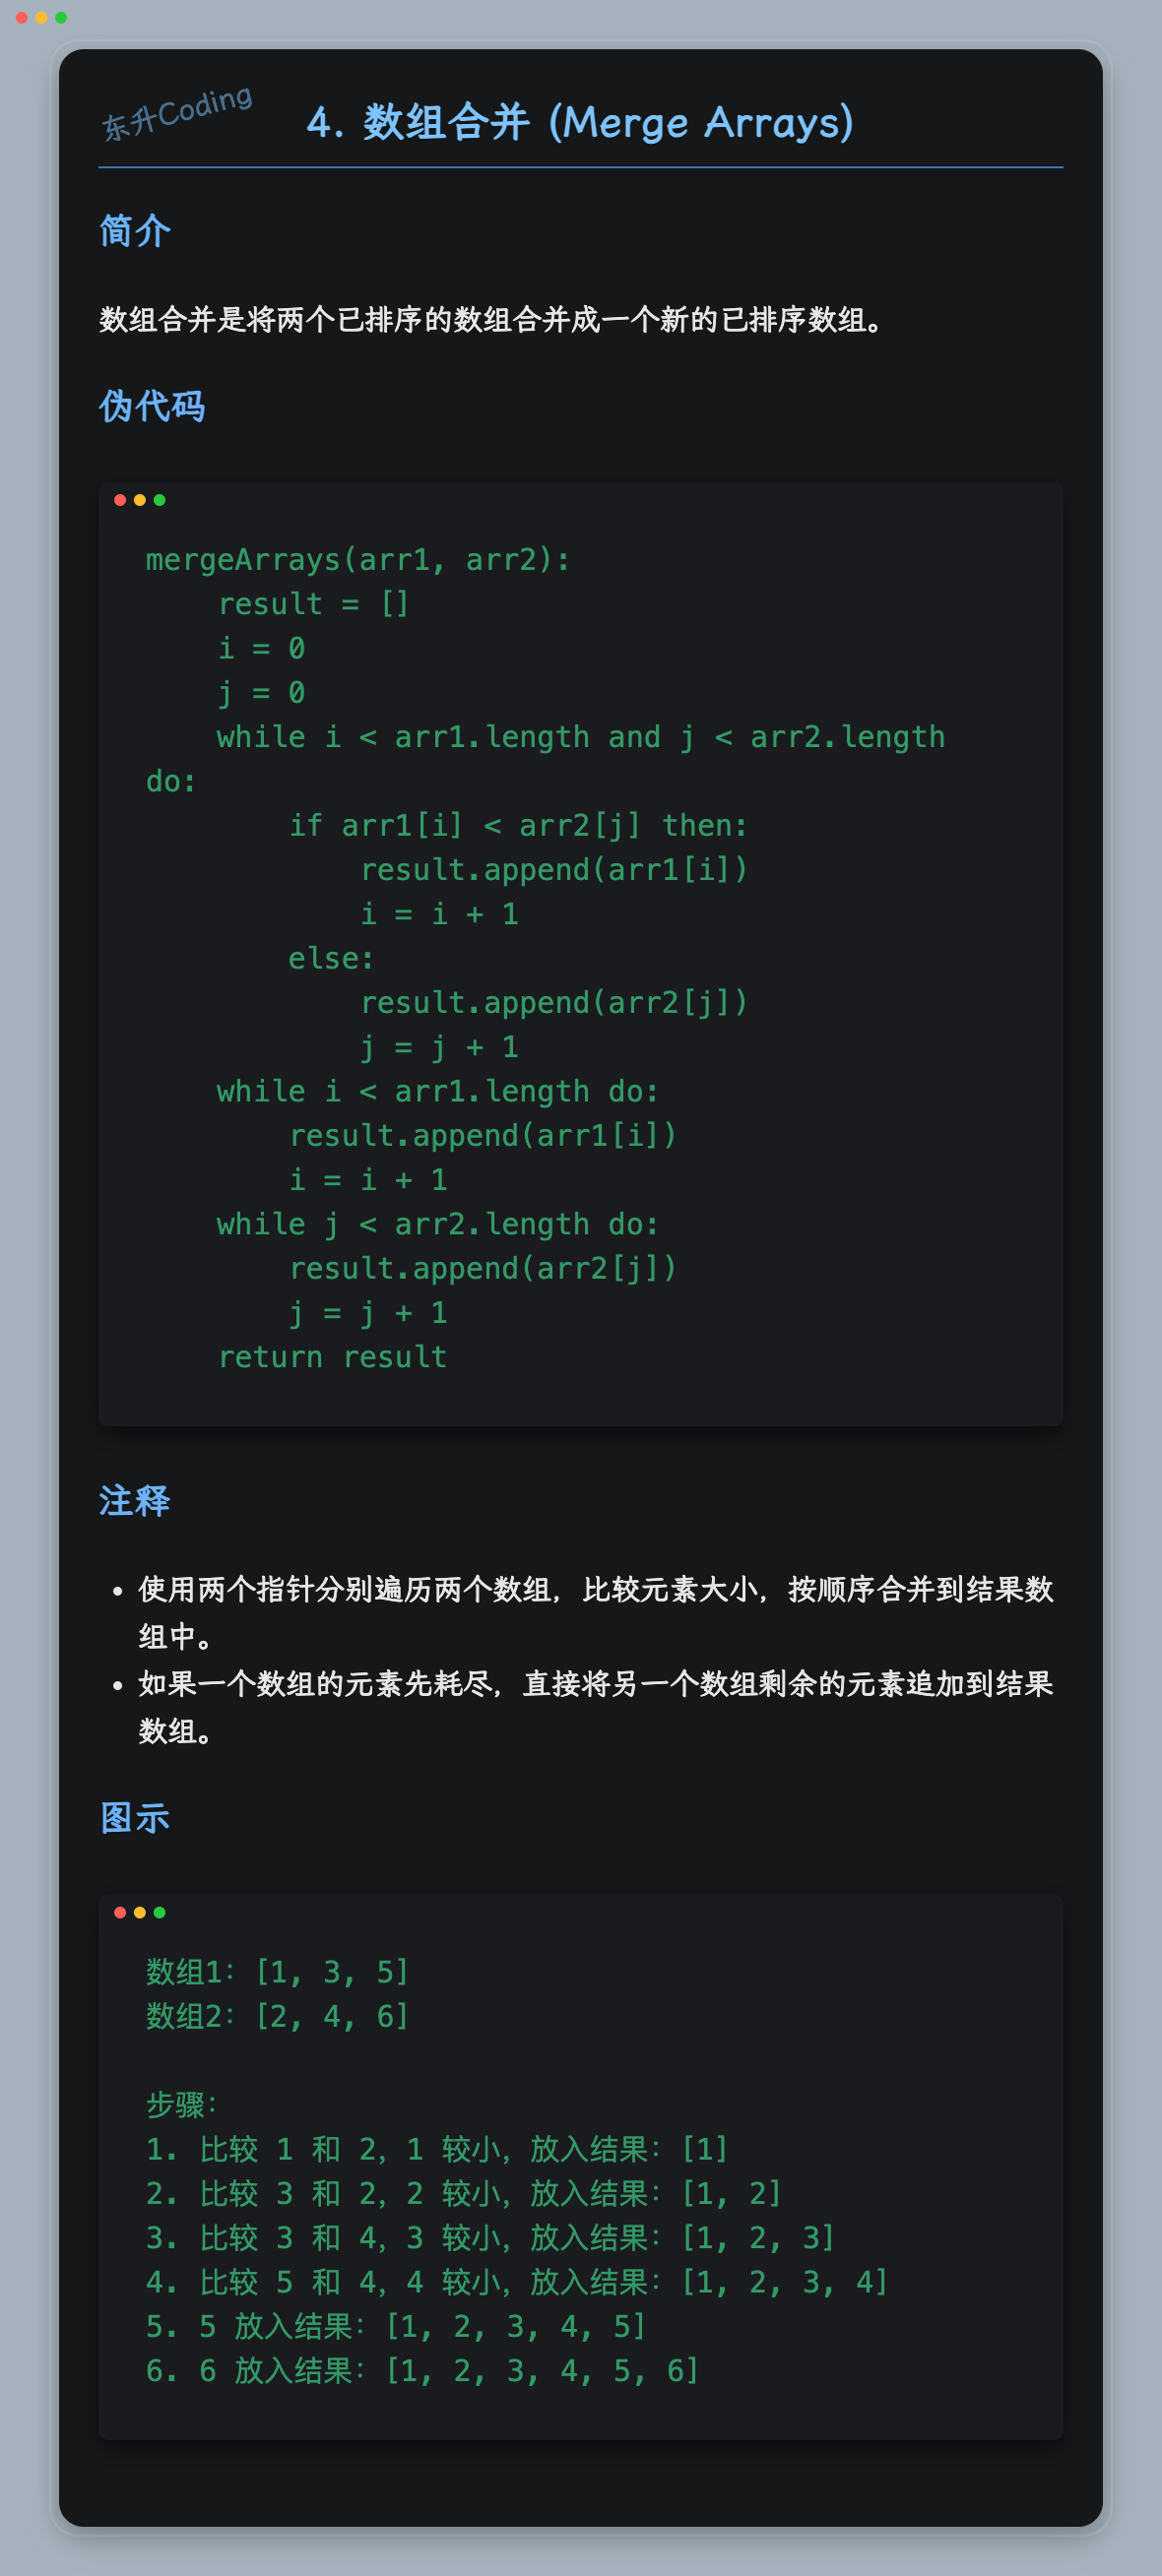 东升Coding
4. 数组合并 (Merge Arrays)
简介
数组合并是将两个已排序的数组合并成一个新的已排序数组。
伪代码
mergeArrays(arr1, arr2):
    result = []
    i = 0
    j = 0
    while i < arr1.length and j < arr2.length
do:
        if arr1[i] < arr2[j] then:
            result.append(arr1[i])
            i = i + 1
        else:
            result.append(arr2[j])
            j = j + 1
    while i < arr1.length do:
        result.append(arr1[i])
        i = i + 1
    while j < arr2.length do:
        result.append(arr2[j])
        j = j + 1
    return result
注释
• 使用两个指针分别遍历两个数组，比较元素大小，按顺序合并到结果数
组中。
• 如果一个数组的元素先耗尽，直接将另一个数组剩余的元素追加到结果
数组。
图示
数组1：[1, 3, 5]
数组2：[2, 4, 6]
步骤：
1. 比较 1 和 2，1 较小，放入结果：[1]
2. 比较 3 和 2，2 较小，放入结果：[1, 2]
3. 比较 3 和 4，3 较小，放入结果：[1, 2, 3]
4. 比较 5 和 4，4 较小，放入结果：[1, 2, 3, 4]
5. 5 放入结果：[1, 2, 3, 4, 5]
6. 6 放入结果：[1, 2, 3, 4, 5, 6]